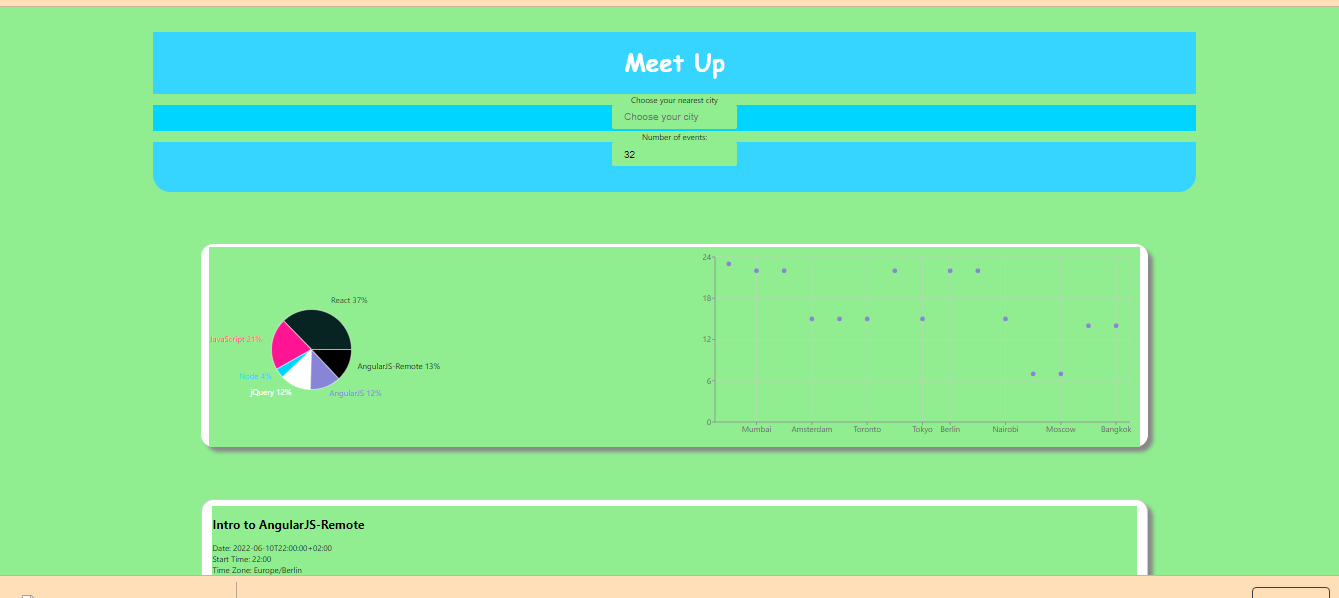 Meet Up
Choose your nearest city
Choose your city
Number of events:
32
React 37%
JavaScript 21%
AngularJS-Remote 13%
Node 4%
jQuery 12%
AngularJS 12%
24
18
12
6
0
Mumbai Amsterdam Toronto Tokyo Berlin Nairobi Moscow Bangkok
Intro to AngularJS-Remote
Date: 2022-06-10T22:00:00+02:00
Start Time: 22:00
Time Zone: Europe/Berlin